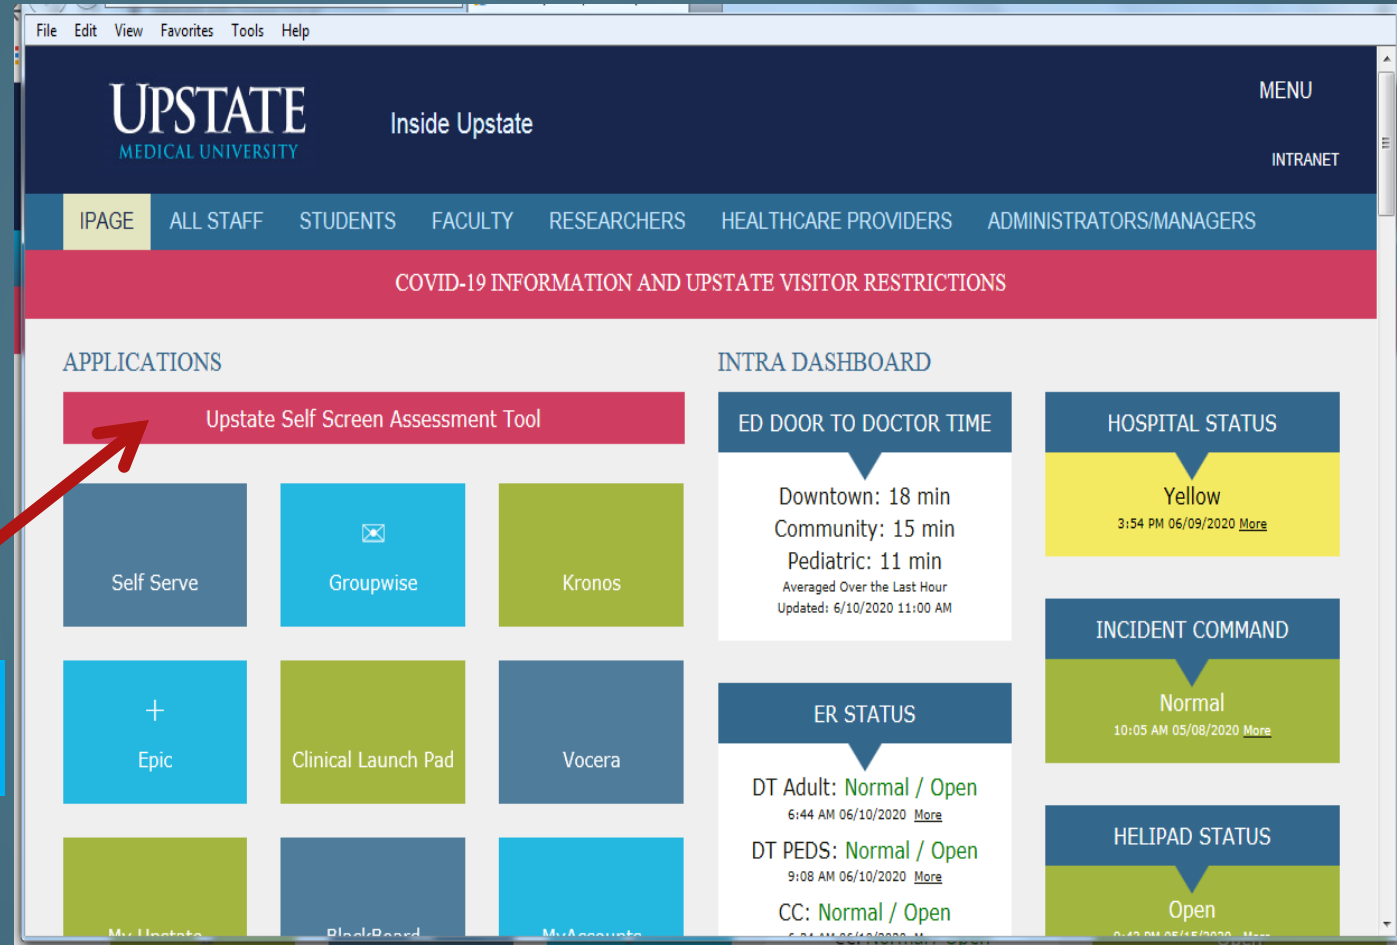 File Edit View Favorites Tools Help
UPSTATE
MEDICAL UNIVERSITY
Inside Upstate
MENU
INTRANET
IPAGE ALL STAFF STUDENTS FACULTY RESEARCHERS HEALTHCARE PROVIDERS ADMINISTRATORS/MANAGERS
COVID-19 INFORMATION AND UPSTATE VISITOR RESTRICTIONS
APPLICATIONS
Upstate Self Screen Assessment Tool
Self Serve
Groupwise
Kronos
Epic
Clinical Launch Pad
Vocera
My Upstate
BlackBoard
MyAccounts
INTRA DASHBOARD
ED DOOR TO DOCTOR TIME
Downtown: 18 min
Community: 15 min
Pediatric: 11 min
Averaged Over the Last Hour
Updated: 6/10/2020 11:00 AM
ER STATUS
DT Adult: Normal / Open
6:44 AM 06/10/2020 More
DT PEDS: Normal / Open
9:08 AM 06/10/2020 More
CC: Normal / Open
HOSPITAL STATUS
Yellow
3:54 PM 06/09/2020 More
INCIDENT COMMAND
Normal
10:05 AM 05/08/2020 More
HELIPAD STATUS
Open